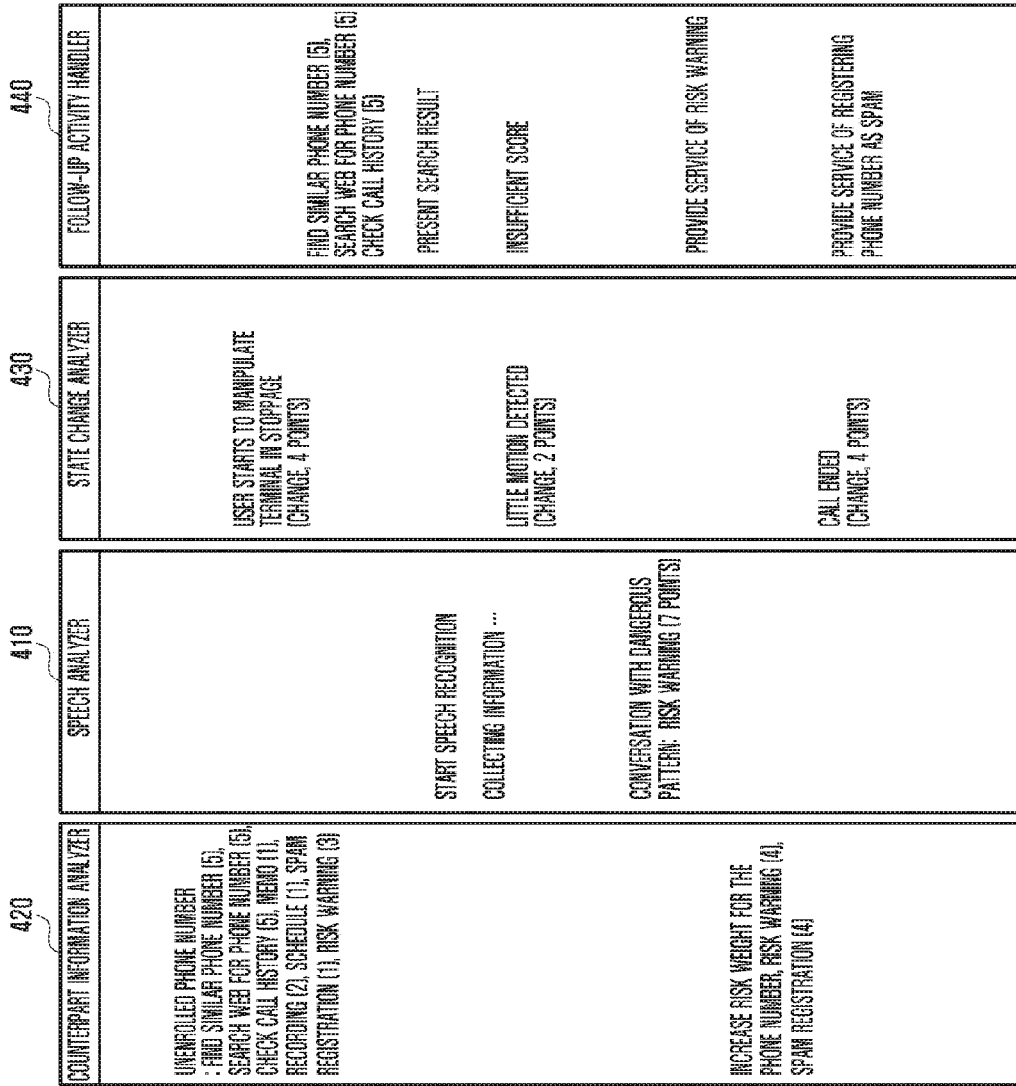 420
COUNTERPART INFORMATION ANALYZER
UNENROLLED PHONE NUMBER
: FIND SIMILAR PHONE NUMBER (5),
SEARCH WEB FOR PHONE NUMBER (5),
CHECK CALL HISTORY (5), MEMO (1),
RECORDING (2), SCHEDULE (1), SPAM
REGISTRATION (1), RISK WARNING (3)
INCREASE RISK WEIGHT FOR THE
PHONE NUMBER, RISK WARNING (4),
SPAM REGISTRATION (4)
410
SPEECH ANALYZER
START SPEECH RECOGNITION
COLLECTING INFORMATION ...
CONVERSATION WITH DANGEROUS
PATTERN: RISK WARNING (7 POINTS)
430
STATE CHANGE ANALYZER
USER STARTS TO MANIPULATE
TERMINAL IN STOPPAGE
(CHANGE, 4 POINTS)
LITTLE MOTION DETECTED
(CHANGE, 2 POINTS)
CALL ENDED
(CHANGE, 4 POINTS)
440
FOLLOW-UP ACTIVITY HANDLER
FIND SIMILAR PHONE NUMBER (5),
SEARCH WEB FOR PHONE NUMBER (5)
CHECK CALL HISTORY (5)
PRESENT SEARCH RESULT
INSUFFICIENT SCORE
PROVIDE SERVICE OF RISK WARNING
PROVIDE SERVICE OF REGISTERING
PHONE NUMBER AS SPAM